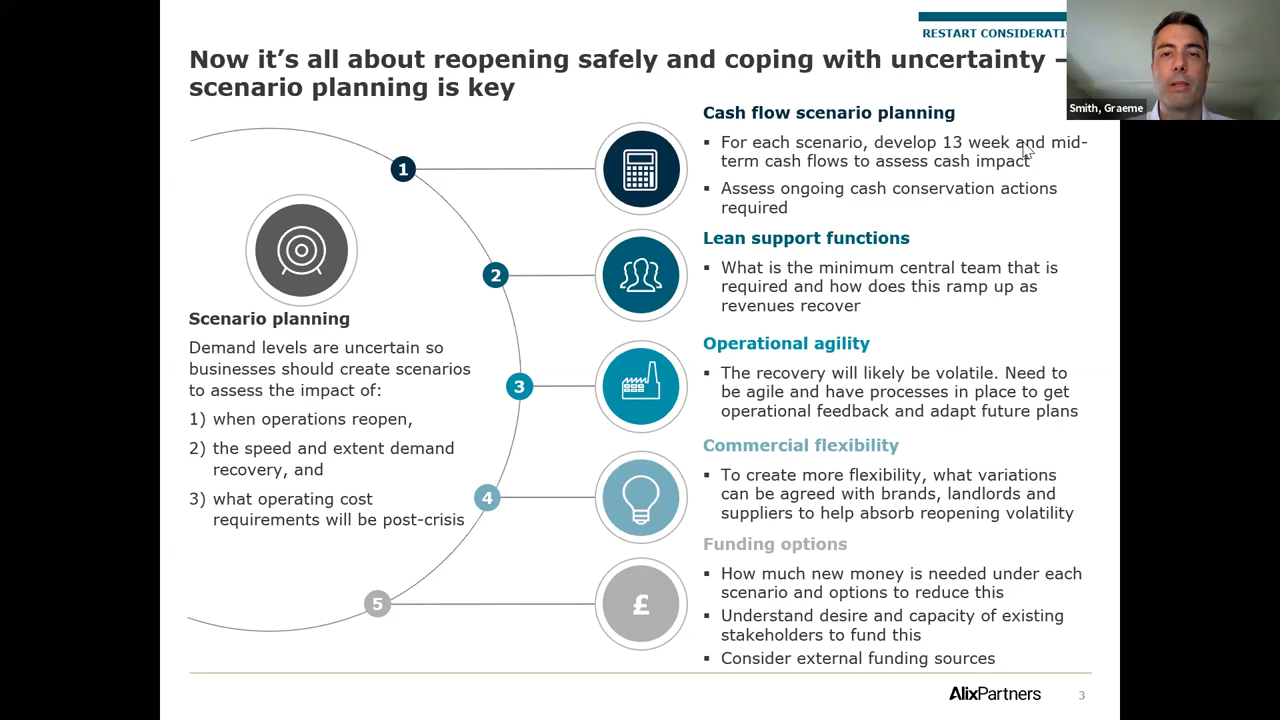 RESTART CONSIDERATI
Now it's all about reopening safely and coping with uncertainty –
scenario planning is key
Smith, Graeme
Scenario planning
Demand levels are uncertain so
businesses should create scenarios
to assess the impact of:
1) when operations reopen,
2) the speed and extent demand
recovery, and
3) what operating cost
requirements will be post-crisis
1
Cash flow scenario planning
▪ For each scenario, develop 13 week and mid-
term cash flows to assess cash impact
▪ Assess ongoing cash conservation actions
required
2
Lean support functions
▪ What is the minimum central team that is
required and how does this ramp up as
revenues recover
3
Operational agility
▪ The recovery will likely be volatile. Need to
be agile and have processes in place to get
operational feedback and adapt future plans
4
Commercial flexibility
▪ To create more flexibility, what variations
can be agreed with brands, landlords and
suppliers to help absorb reopening volatility
5
£
Funding options
▪ How much new money is needed under each
scenario and options to reduce this
▪ Understand desire and capacity of existing
stakeholders to fund this
▪ Consider external funding sources
AlixPartners
3